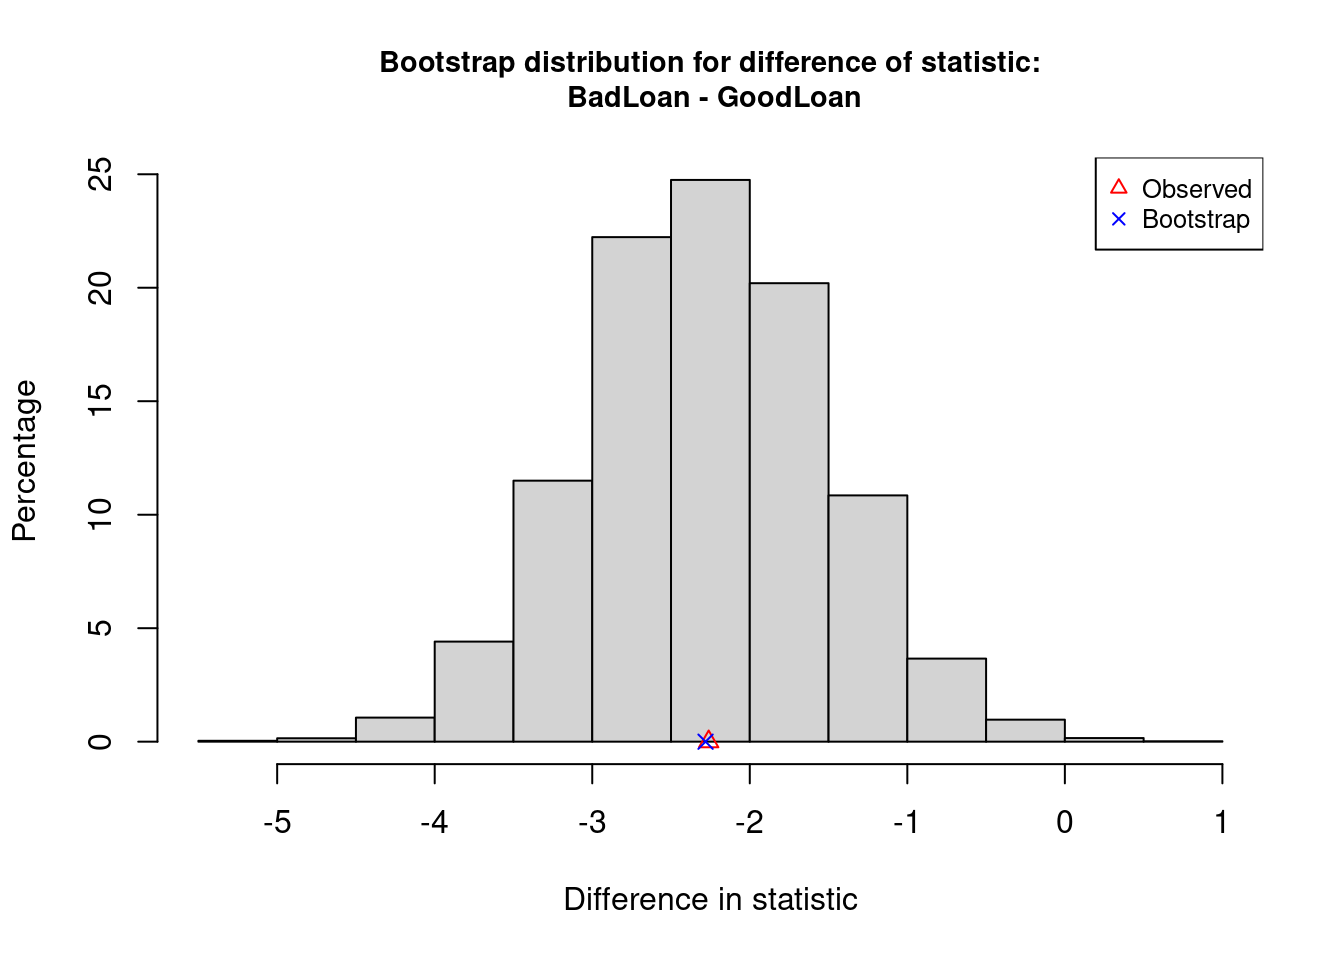 Bootstrap distribution for difference of statistic:
BadLoan - GoodLoan
Observed
Bootstrap
Percentage
25
20
15
10
5
0
-5 -4 -3 -2 -1 0 1
Difference in statistic